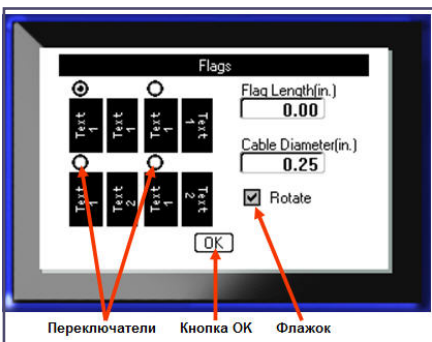 Flags
Text 1 Text 1 Text 1 Text 1
Flag Length(in.)
0.00
Cable Diameter(in.)
0.25
Text 1 Text 2 Text 1 Text 2
Rotate
OK
Переключатели Кнопка ОК Флажок